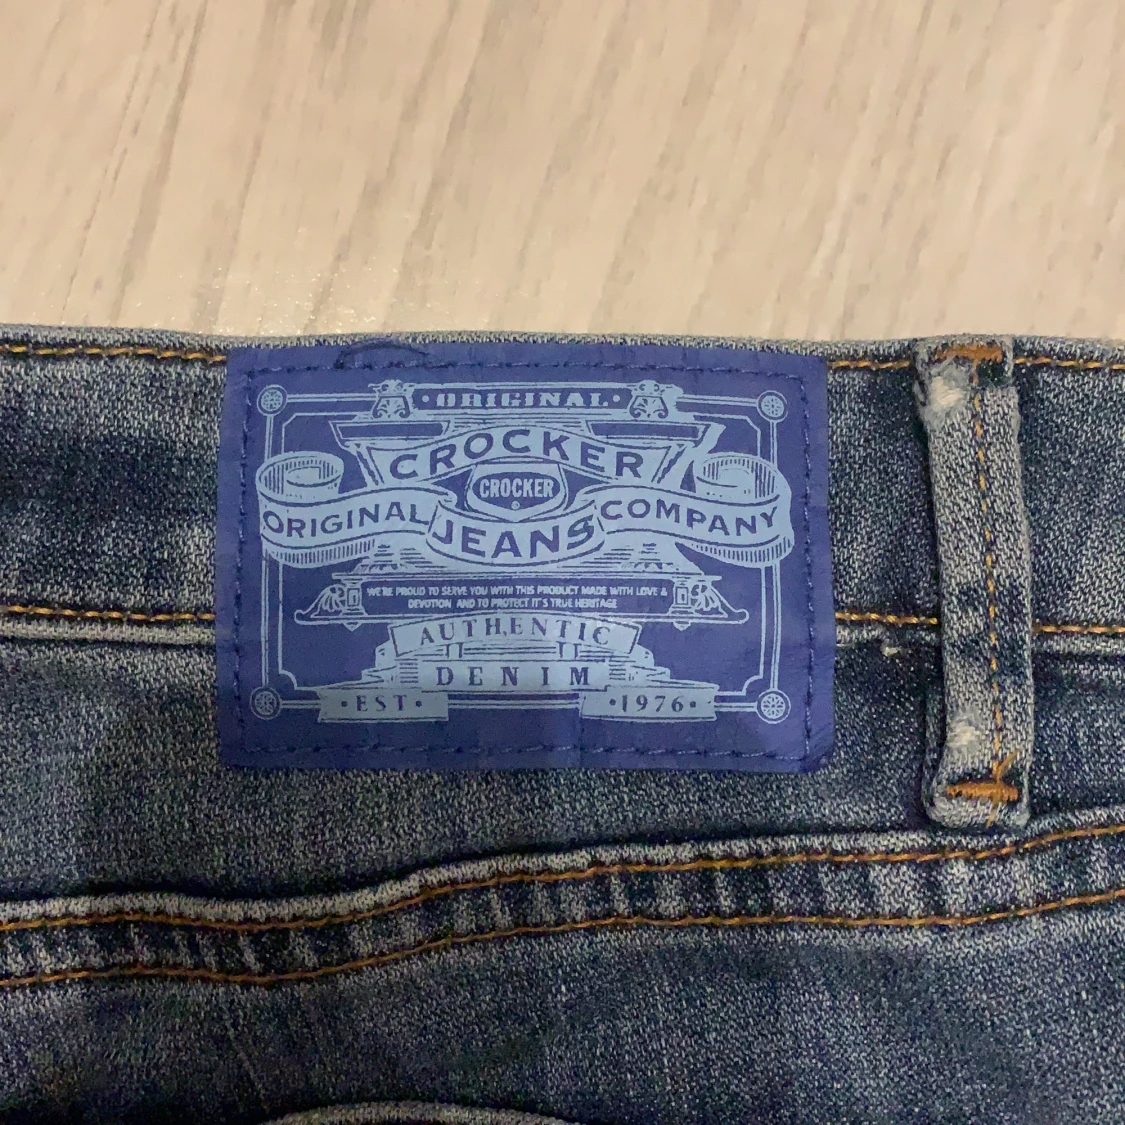 ·ORIGINAL·
CROCKER
CROCKER
ORIGINAL JEANS COMPANY
WE'RE PROUD TO SERVE YOU WITH THIS PRODUCT MADE WITH LOVE &
DEVOTION AND TO PROTECT IT'S TRUE HERITAGE
AUTHENTIC
DENIM
·EST· ·1976·